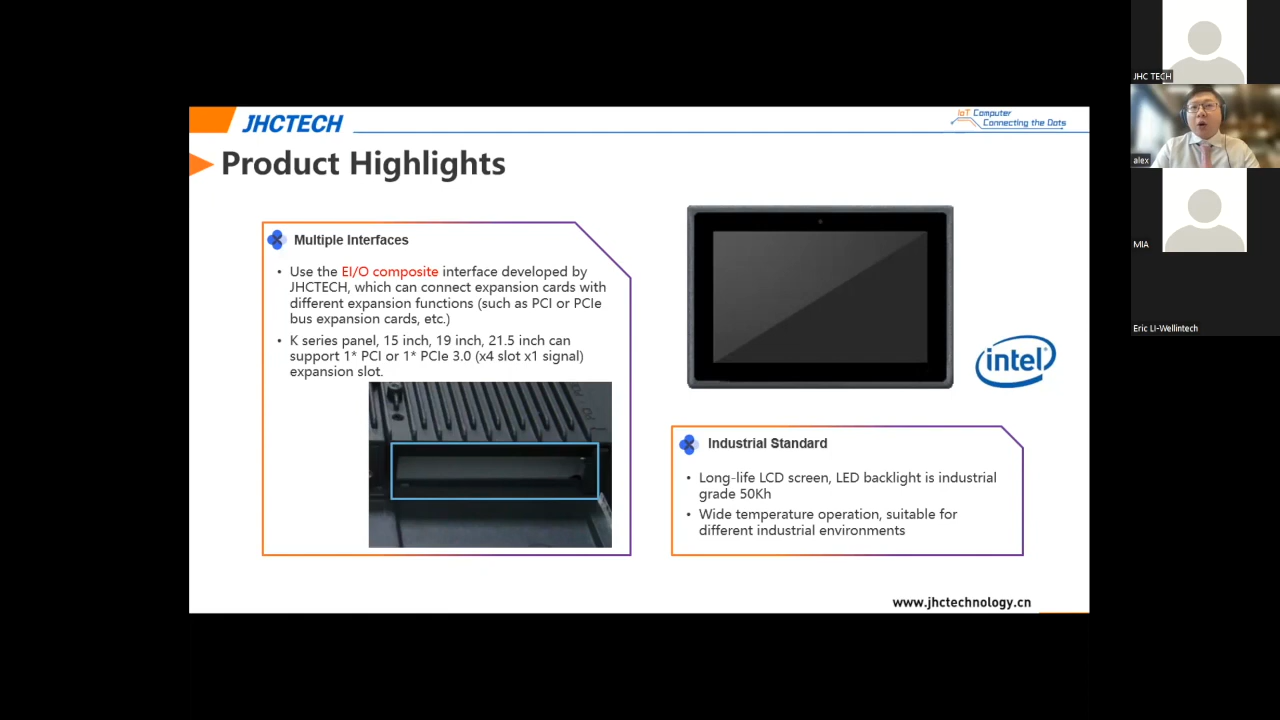 JHCTECH
IoT Computer
Connecting the Dots
Product Highlights
Multiple Interfaces
• Use the EI/O composite interface developed by
JHCTECH, which can connect expansion cards with
different expansion functions (such as PCI or PCIe
bus expansion cards, etc.)
• K series panel, 15 inch, 19 inch, 21.5 inch can
support 1* PCI or 1* PCIe 3.0 (x4 slot x1 signal)
expansion slot.
intel
Industrial Standard
• Long-life LCD screen, LED backlight is industrial
grade 50Kh
• Wide temperature operation, suitable for
different industrial environments
www.jhctechnology.cn
JHC TECH
alex
MIA
Eric LI-Wellintech